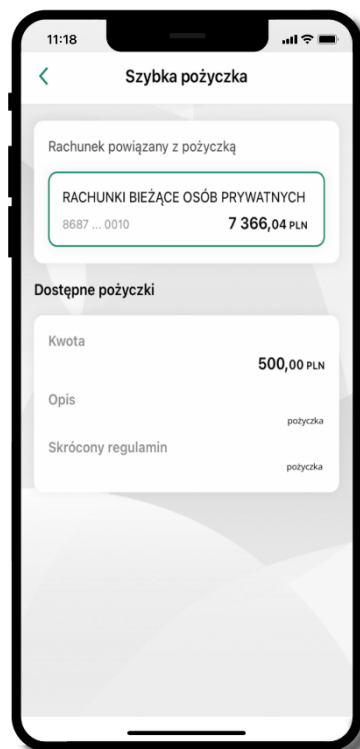 11:18
Szybka pożyczka
Rachunek powiązany z pożyczką
RACHUNKI BIEŻĄCE OSÓB PRYWATNYCH
8687 ... 0010 7 366,04 PLN
Dostępne pożyczki
Kwota
500,00 PLN
Opis
pożyczka
Skrócony regulamin
pożyczka